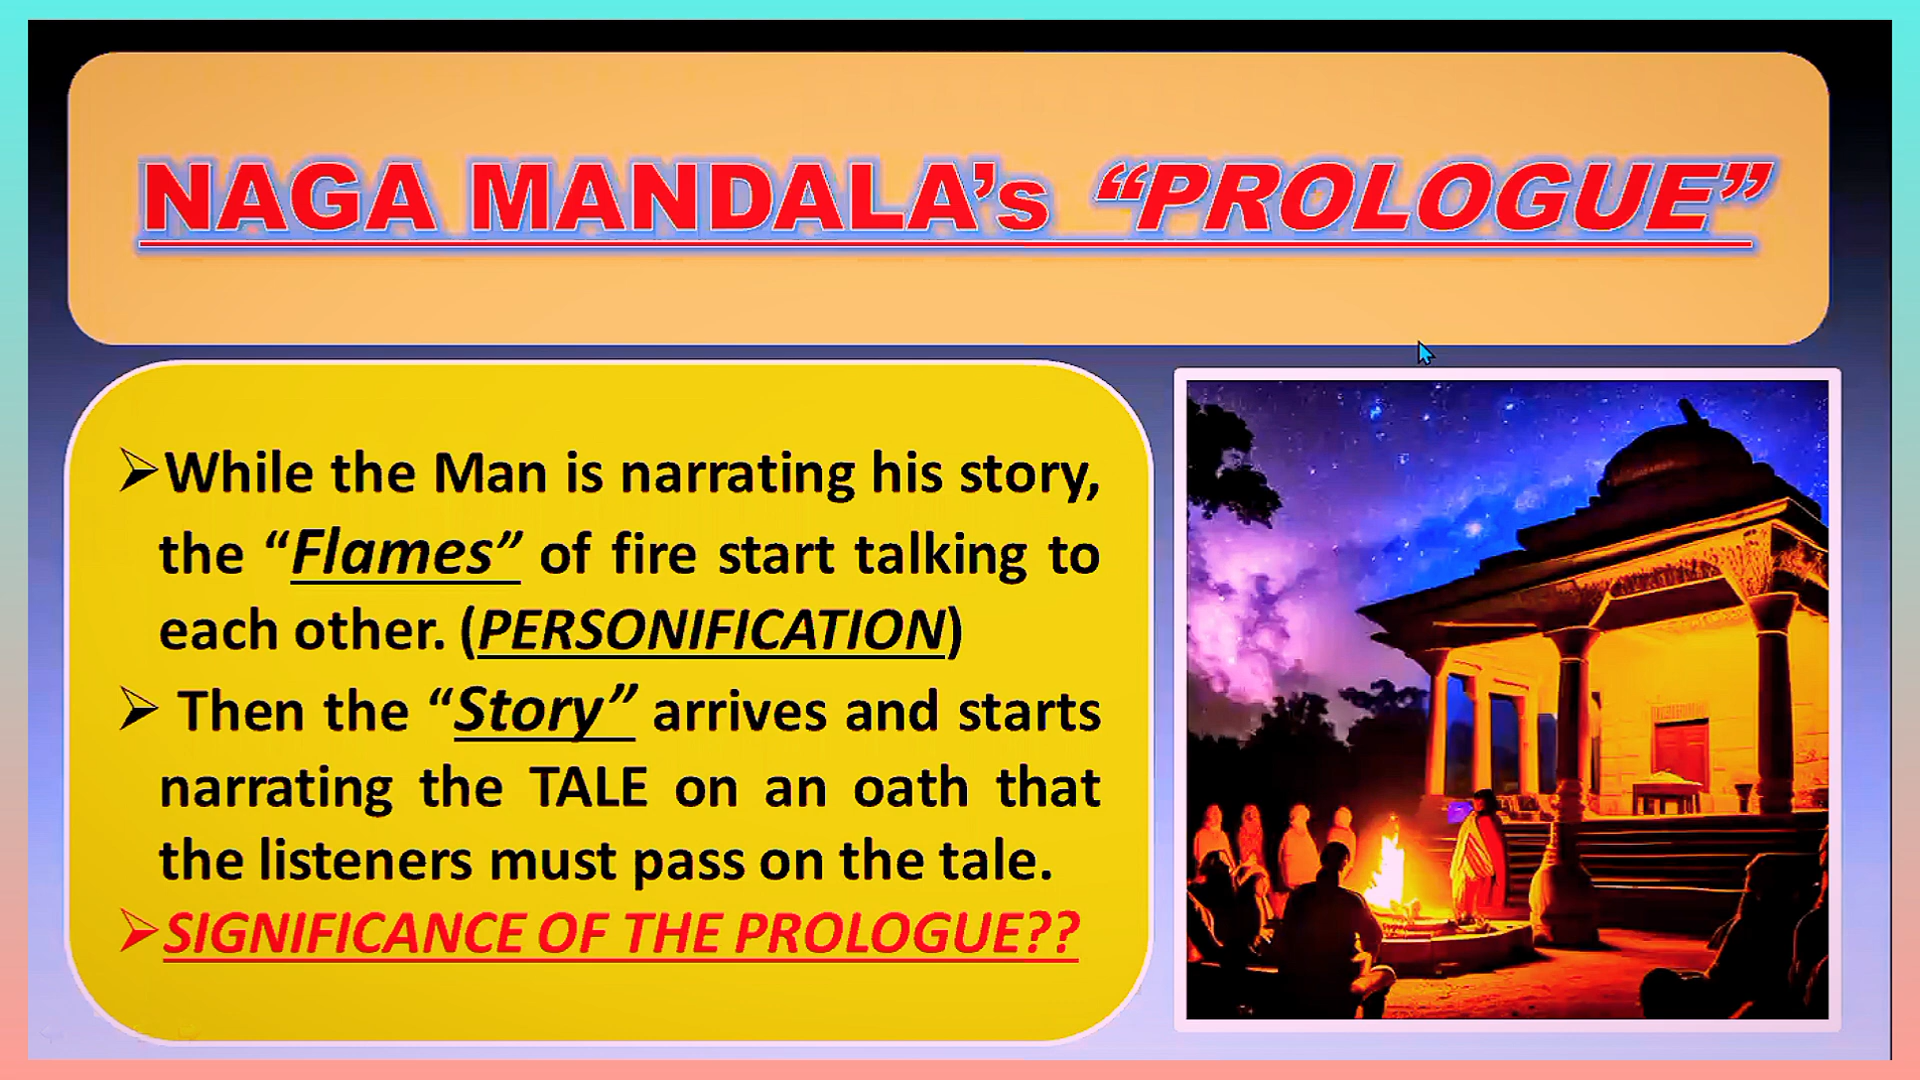 NAGA MANDALA’s “PROLOGUE”
➢While the Man is narrating his story,
the “Flames” of fire start talking to
each other. (PERSONIFICATION)
➢ Then the “Story” arrives and starts
narrating the TALE on an oath that
the listeners must pass on the tale.
➢SIGNIFICANCE OF THE PROLOGUE??